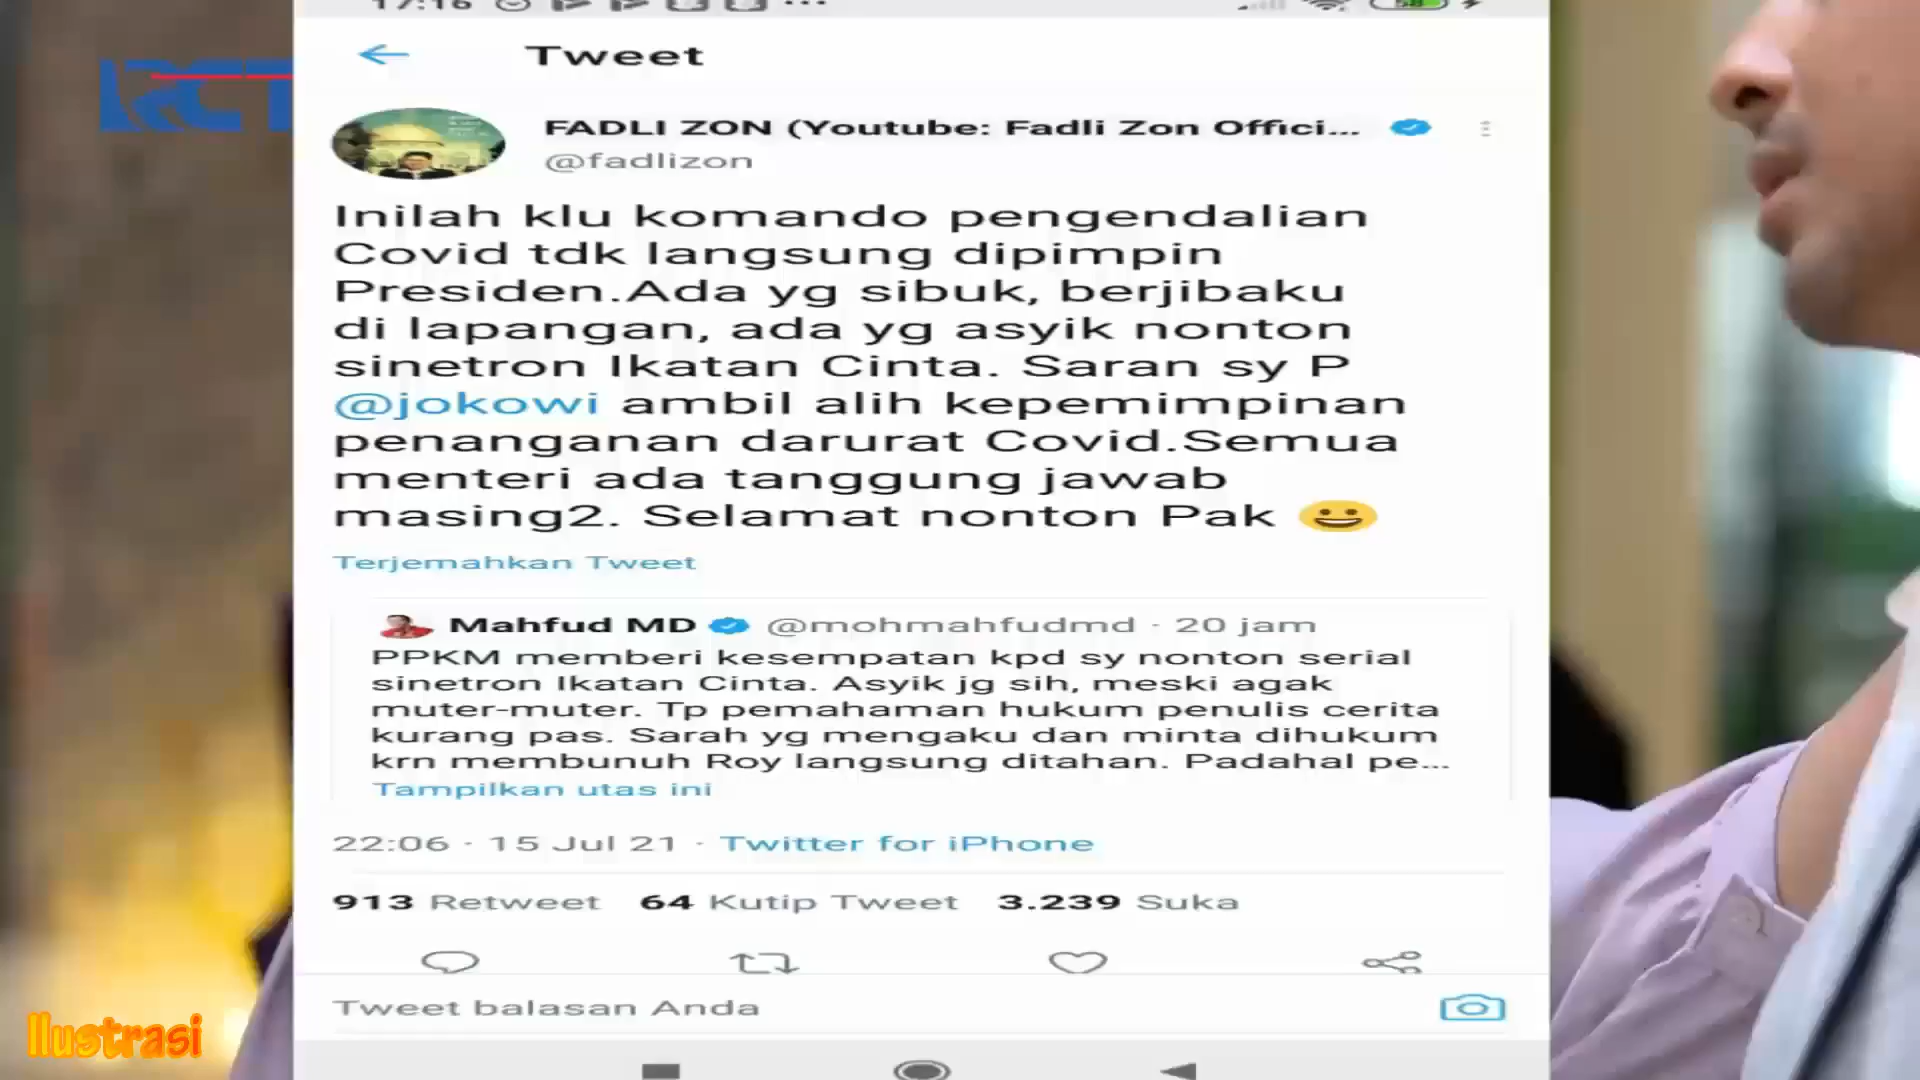 17:16
RCT
Tweet
FADLI ZON (Youtube: Fadli Zon Offici...
@fadlizon
Inilah klu komando pengendalian
Covid tdk langsung dipimpin
Presiden.Ada yg sibuk, berjibaku
di lapangan, ada yg asyik nonton
sinetron Ikatan Cinta. Saran sy P
@jokowi ambil alih kepemimpinan
penanganan darurat Covid.Semua
menteri ada tanggung jawab
masing2. Selamat nonton Pak 😀
Terjemahkan Tweet
Mahfud MD @mohmahfudmd · 20 jam
PPKM memberi kesempatan kpd sy nonton serial
sinetron Ikatan Cinta. Asyik jg sih, meski agak
muter-muter. Tp pemahaman hukum penulis cerita
kurang pas. Sarah yg mengaku dan minta dihukum
krn membunuh Roy langsung ditahan. Padahal pe...
Tampilkan utas ini
22:06 · 15 Jul 21 · Twitter for iPhone
913 Retweet 64 Kutip Tweet 3.239 Suka
Tweet balasan Anda
Ilustrasi